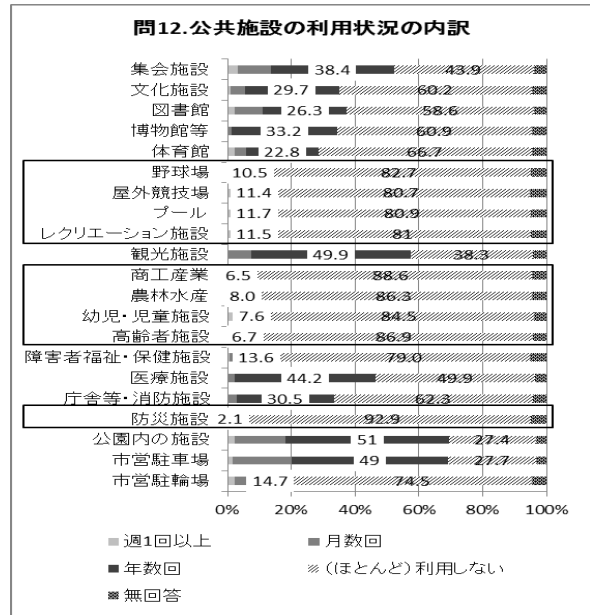 問12.公共施設の利用状況の内訳
集会施設 38.4 43.9
文化施設 29.7 60.2
図書館 26.3 58.6
博物館等 33.2 60.9
体育館 22.8 66.7
野球場 10.5 82.7
屋外競技場 11.4 80.7
プール 11.7 80.9
レクリエーション施設 11.5 81
観光施設 49.9 38.3
商工産業 6.5 88.6
農林水産 8.0 86.3
幼児・児童施設 7.6 84.5
高齢者施設 6.7 86.9
障害者福祉・保健施設 13.6 79.0
医療施設 44.2 49.9
庁舎等・消防施設 30.5 62.3
防災施設 2.1 92.9
公園内の施設 51 27.4
市営駐車場 49 27.7
市営駐輪場 14.7 74.5
0% 20% 40% 60% 80% 100%
週1回以上 月数回
年数回 (ほとんど)利用しない
無回答